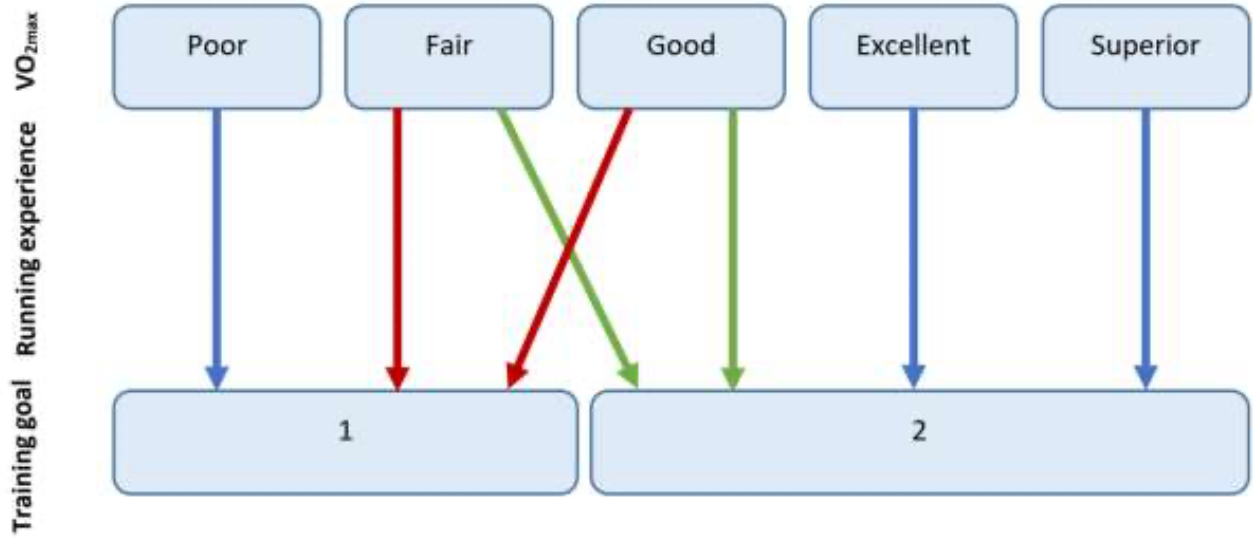 VO2max
Poor
Fair
Good
Excellent
Superior
Running experience
Training goal
1
2